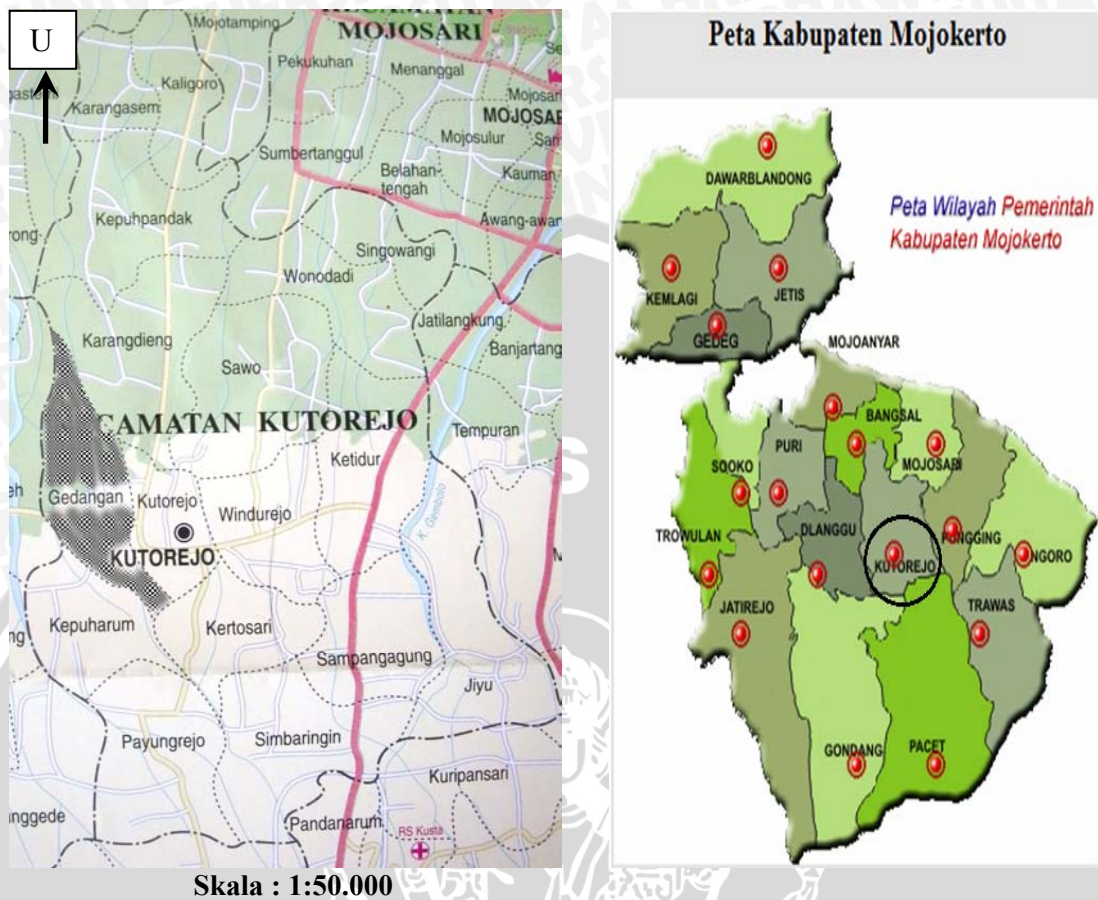 U
MOJOSARI
Mojotamping
Pekukuhan
Menanggal
Kaligoro
Karangasem
Mojosari
MOJOSAR
Mojosulur
Sumbertanggul
Belahan-
tengah
Kauman
Awang-awan
Kepuhpandak
Singowangi
Wonodadi
Jatilangkung
Karangdieng
Banjartang
Sawo
CAMATAN KUTOREJO
Tempuran
Ketidur
Gedangan
Kutorejo
Windurejo
K. Gembolo
KUTOREJO
Kepuharum
Kertosari
Sampangagung
Jiyu
Payungrejo
Simbaringin
Kuripansari
nggede
Pandanarum
RS Kusta
Skala : 1:50.000
Peta Kabupaten Mojokerto
Peta Wilayah Pemerintah
Kabupaten Mojokerto
DAWARBLANDONG
KEMLAGI
JETIS
GEDEG
MOJOANYAR
BANGSAL
PURI
SOOKO
MOJOSARI
TROWULAN
DLANGGU
KUTOREJO
PUNGGING
NGORO
JATIREJO
TRAWAS
GONDANG
PACET